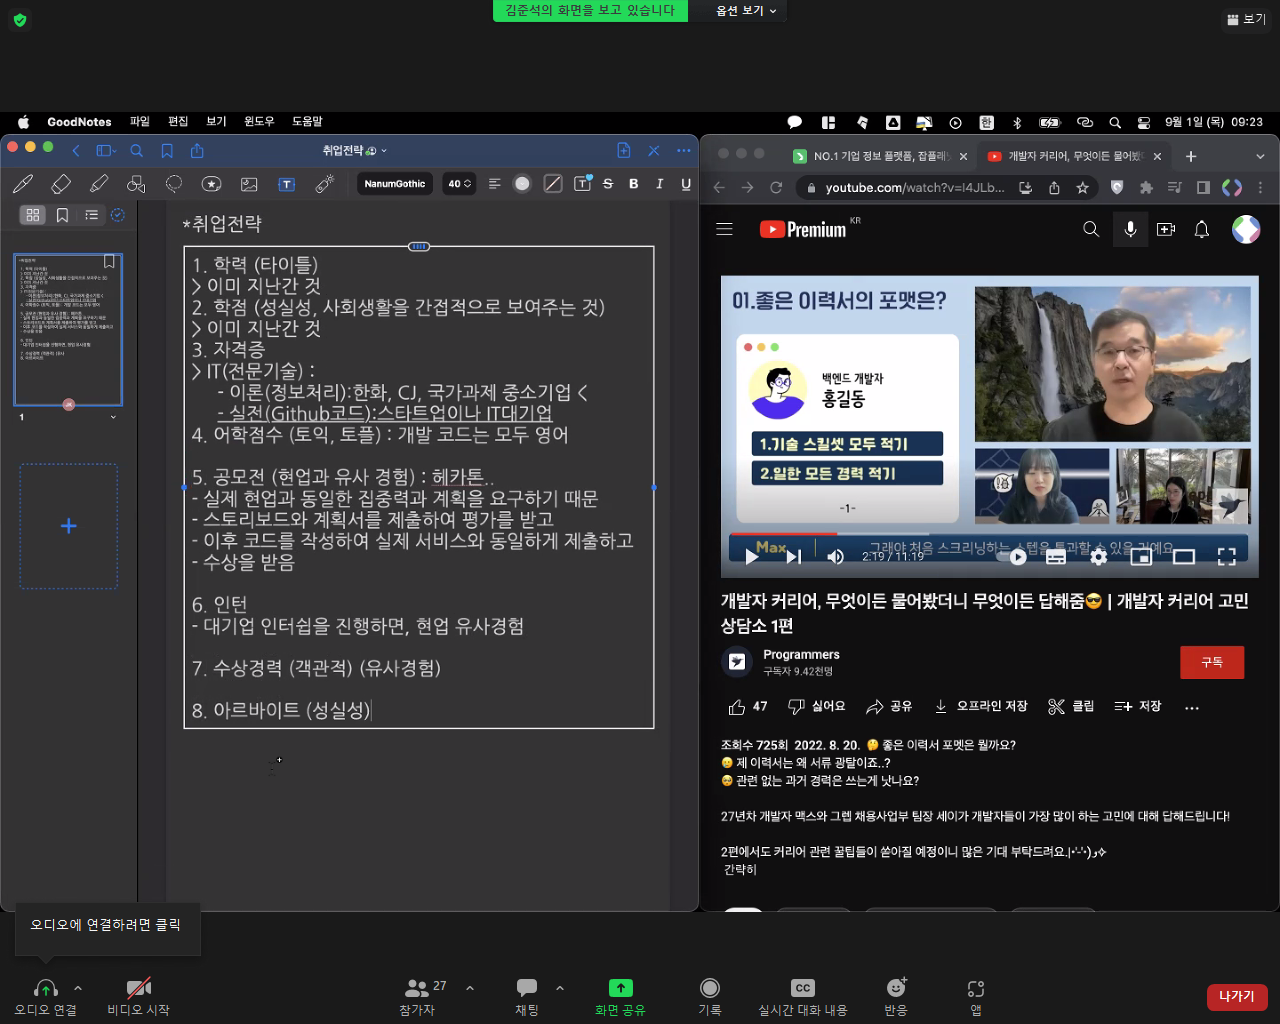 김준석의 화면을 보고 있습니다
옵션 보기
보기
GoodNotes 파일 편집 보기 윈도우 도움말
한
9월 1일 (목) 09:23
취업전략
NO.1 기업 정보 플랫폼, 잡플래
개발자 커리어, 무엇이든 물어봤
youtube.com/watch?v=I4JLb...
NanumGothic
40
T
S B I U
Premium KR
*취업전략
1. 학력 (타이틀)
> 이미 지난간 것
2. 학점 (성실성, 사회생활을 간접적으로 보여주는 것)
> 이미 지난간 것
3. 자격증
> IT(전문기술) :
- 이론(정보처리):한화, CJ, 국가과제 중소기업 <
- 실전(Github코드):스타트업이나 IT대기업
4. 어학점수 (토익, 토플) : 개발 코드는 모두 영어
5. 공모전 (현업과 유사 경험) : 헤카톤..
- 실제 현업과 동일한 집중력과 계획을 요구하기 때문
- 스토리보드와 계획서를 제출하여 평가를 받고
- 이후 코드를 작성하여 실제 서비스와 동일하게 제출하고
- 수상을 받음
6. 인턴
- 대기업 인터쉽을 진행하면, 현업 유사경험
7. 수상경력 (객관적) (유사경험)
8. 아르바이트 (성실성)
1
01.좋은 이력서의 포맷은?
백엔드 개발자
홍길동
1.기술 스킬셋 모두 적기
2.일한 모든 경력 적기
-1-
Max
그래야 처음 스크리닝하는 스텝을 통과할 수 있을 거예요
2:19 / 11:19
개발자 커리어, 무엇이든 물어봤더니 무엇이든 답해줌😎 | 개발자 커리어 고민
상담소 1편
Programmers
구독자 9.42천명
구독
47 싫어요 공유 오프라인 저장 클립 저장 ...
조회수 725회 2022. 8. 20. 🤔 좋은 이력서 포멧은 뭘까요?
😢 제 이력서는 왜 서류 광탈이죠..?
🥺 관련 없는 과거 경력은 쓰는게 낫나요?
27년차 개발자 맥스와 그렙 채용사업부 팀장 세이가 개발자들이 가장 많이 하는 고민에 대해 답해드립니다!
2편에서도 커리어 관련 꿀팁들이 쏟아질 예정이니 많은 기대 부탁드려요.|•'-'•)و✧
간략히
오디오에 연결하려면 클릭
오디오 연결
비디오 시작
27
참가자
채팅
화면 공유
기록
CC
실시간 대화 내용
반응
앱
나가기